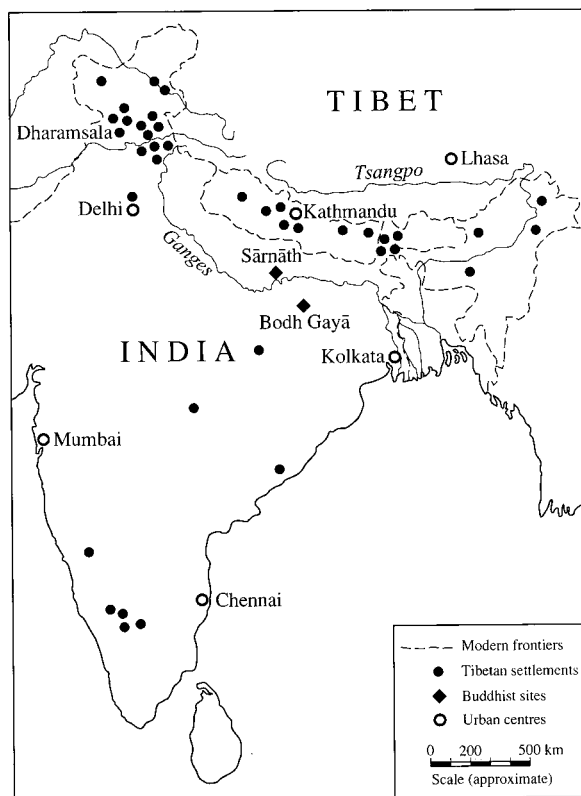 TIBET
Dharamsala
Lhasa
Tsangpo
Delhi
Kathmandu
Ganges
Sārnāth
Bodh Gayā
INDIA
Kolkata
Mumbai
Chennai
Modern frontiers
Tibetan settlements
Buddhist sites
Urban centres
0 200 500 km
Scale (approximate)